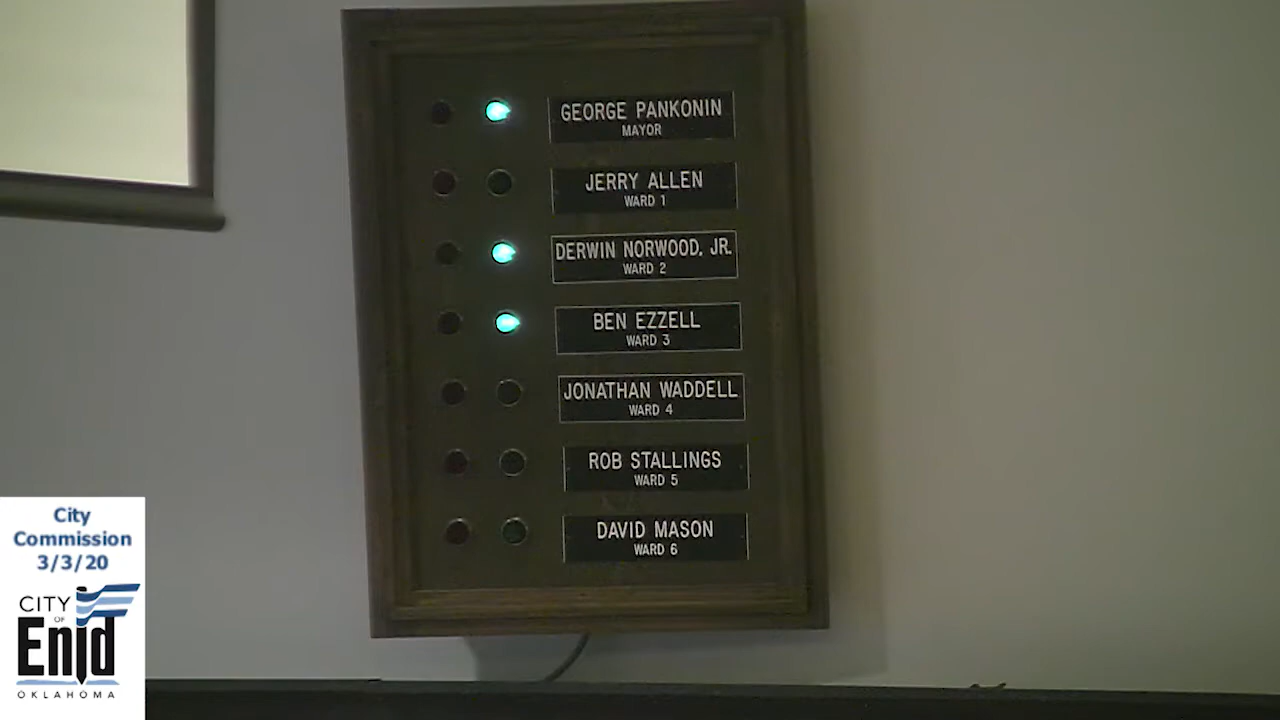 GEORGE PANKONIN
MAYOR
JERRY ALLEN
WARD 1
DERWIN NORWOOD, JR.
WARD 2
BEN EZZELL
WARD 3
JONATHAN WADDELL
WARD 4
ROB STALLINGS
WARD 5
DAVID MASON
WARD 6
City
Commission
3/3/20
CITY
OF
Enid
OKLAHOMA